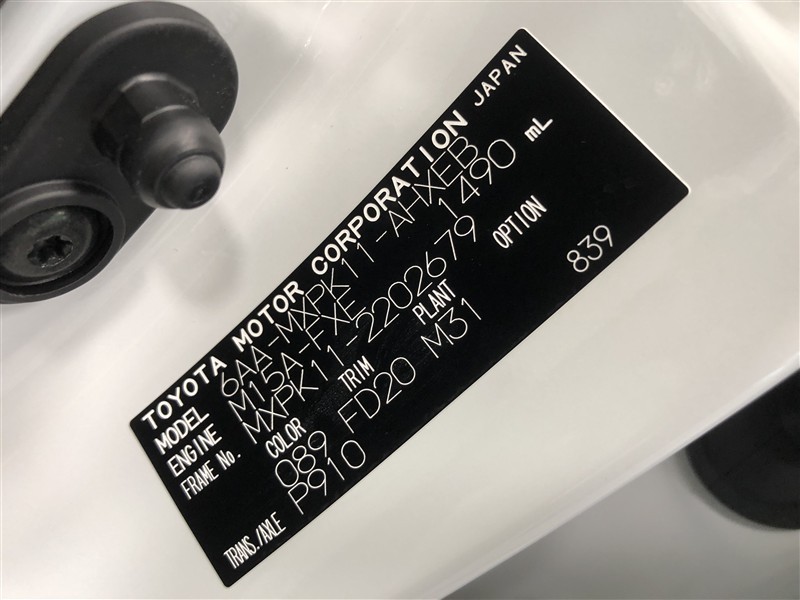 TOYOTA MOTOR CORPORATION JAPAN
MODEL 6AA-MXPK11-AHXEB
ENGINE M15A-FXE 1490 mL
FRAME No. MXPK11-2202679
COLOR TRIM PLANT OPTION
089 FD20 M31 839
TRANS./AXLE P910